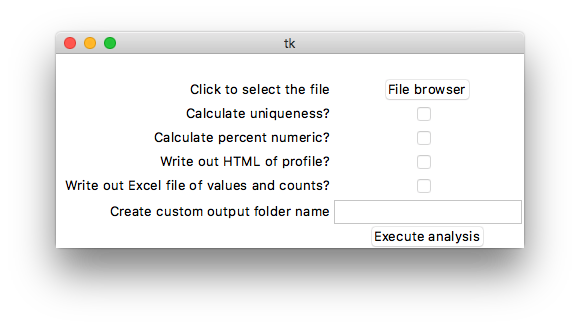 tk
Click to select the file File browser
Calculate uniqueness?
Calculate percent numeric?
Write out HTML of profile?
Write out Excel file of values and counts?
Create custom output folder name
Execute analysis